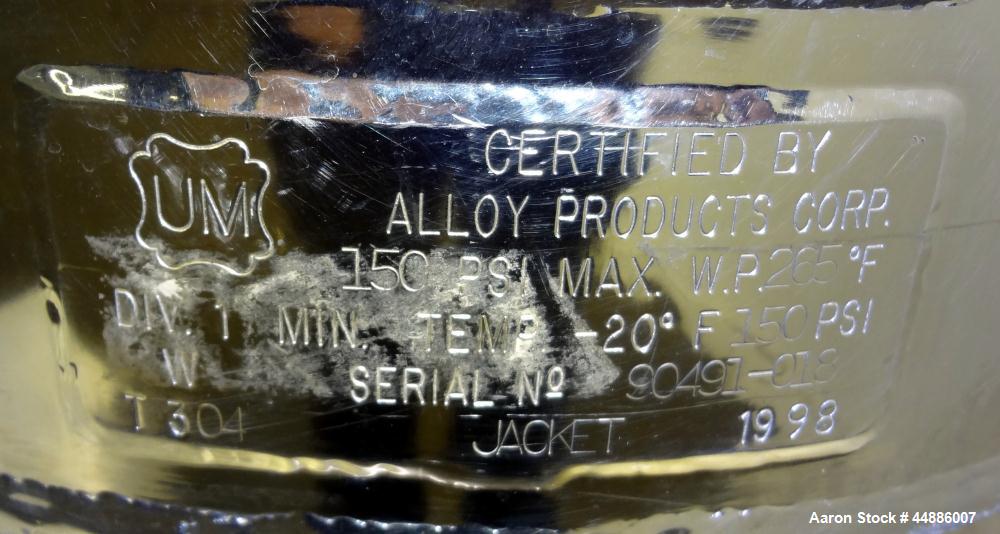 UM
CERTIFIED BY
ALLOY PRODUCTS CORP.
150 PSI MAX. W.P. 265 °F
DIV. 1 MIN. TEMP. -20° F 150 PSI
W SERIAL Nº 90491-018
T 304 JACKET 1998
Aaron Stock # 44886007